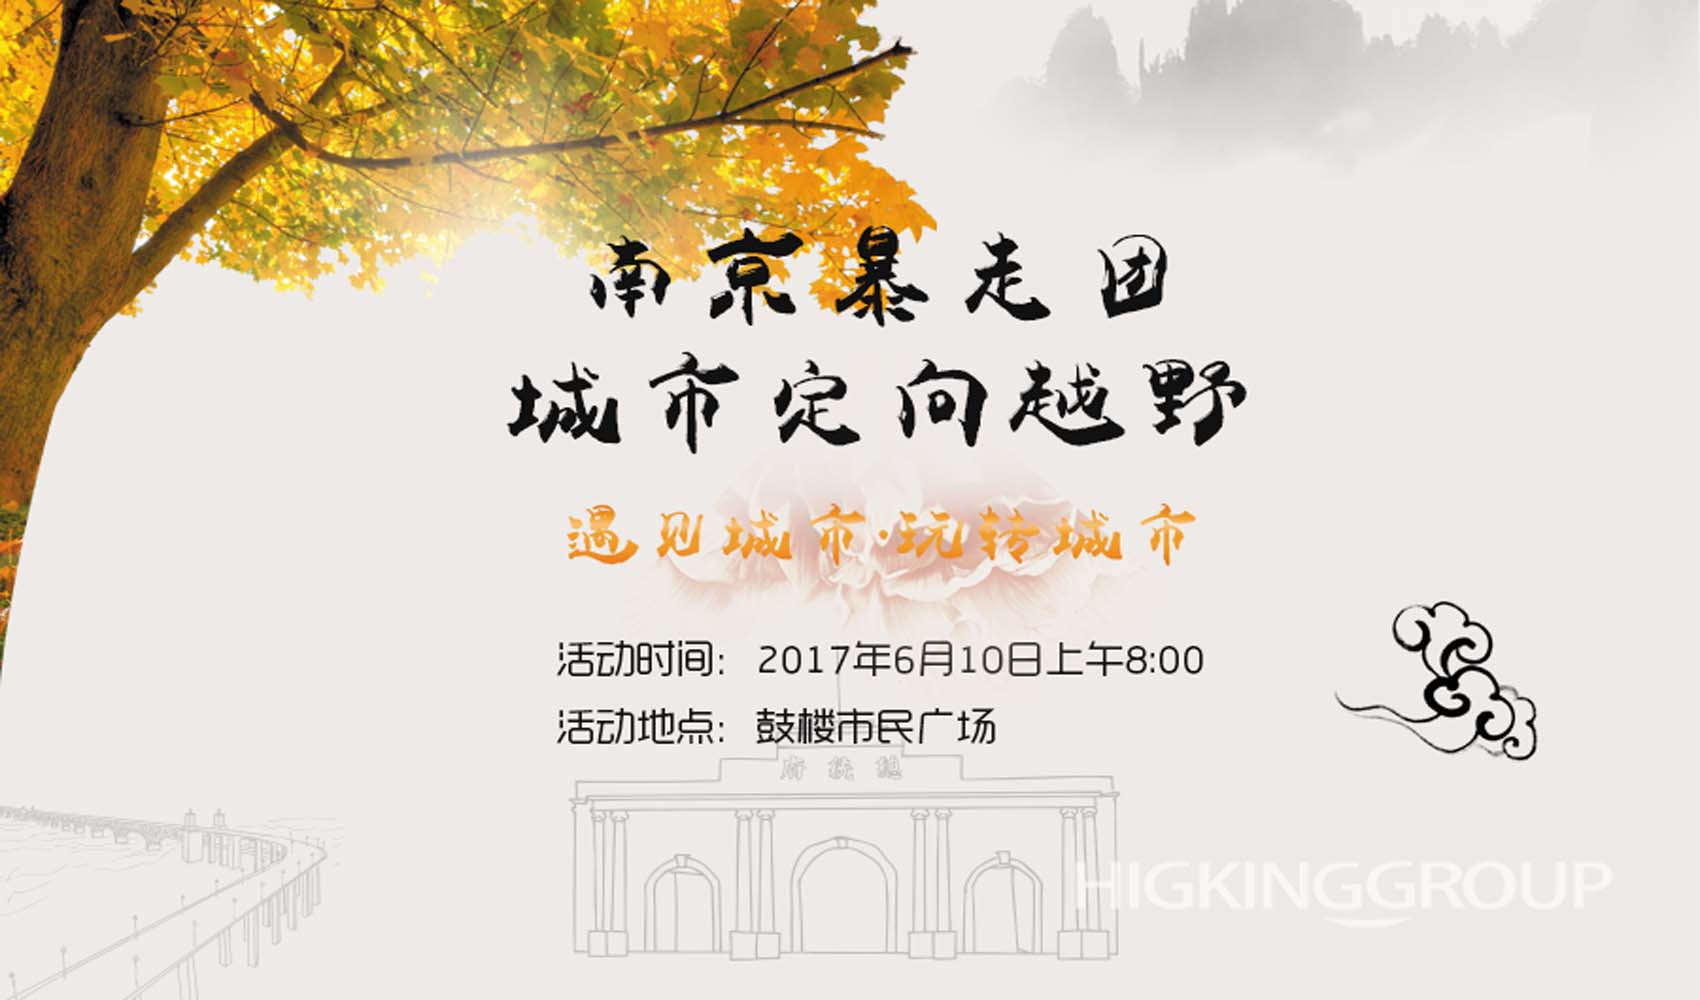 南京暴走团
城市定向越野
遇见城市·玩转城市
活动时间：2017年6月10日上午8:00
活动地点：鼓楼市民广场
府統總
HIGKINGGROUP